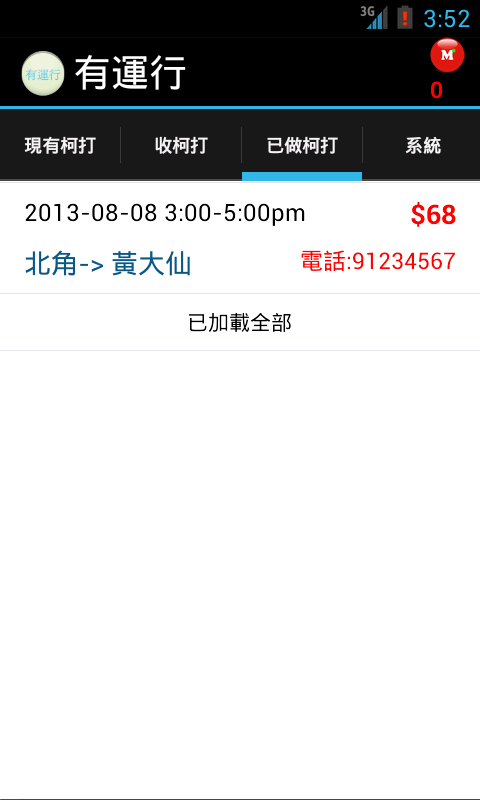 3G 3:52
有運行 有運行 M
0
現有柯打 收柯打 已做柯打 系統
2013-08-08 3:00-5:00pm $68
北角-> 黃大仙 電話:91234567
已加載全部